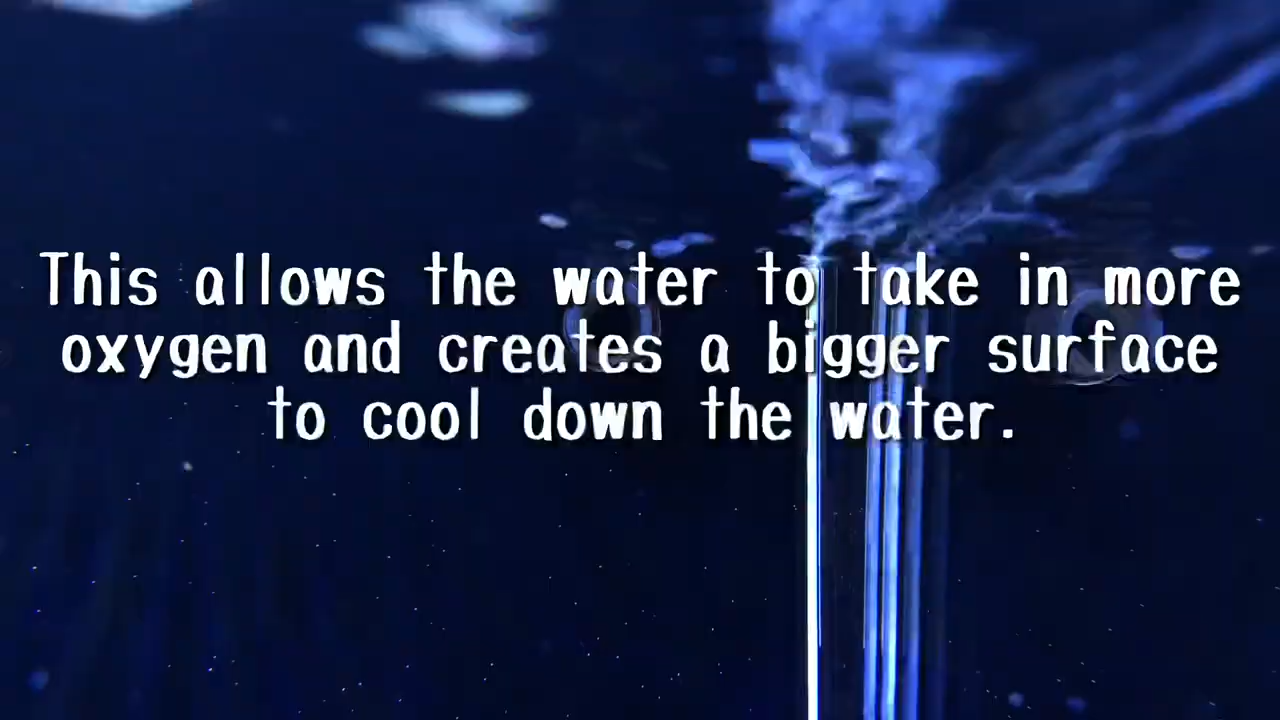 This allows the water to take in more
oxygen and creates a bigger surface
to cool down the water.